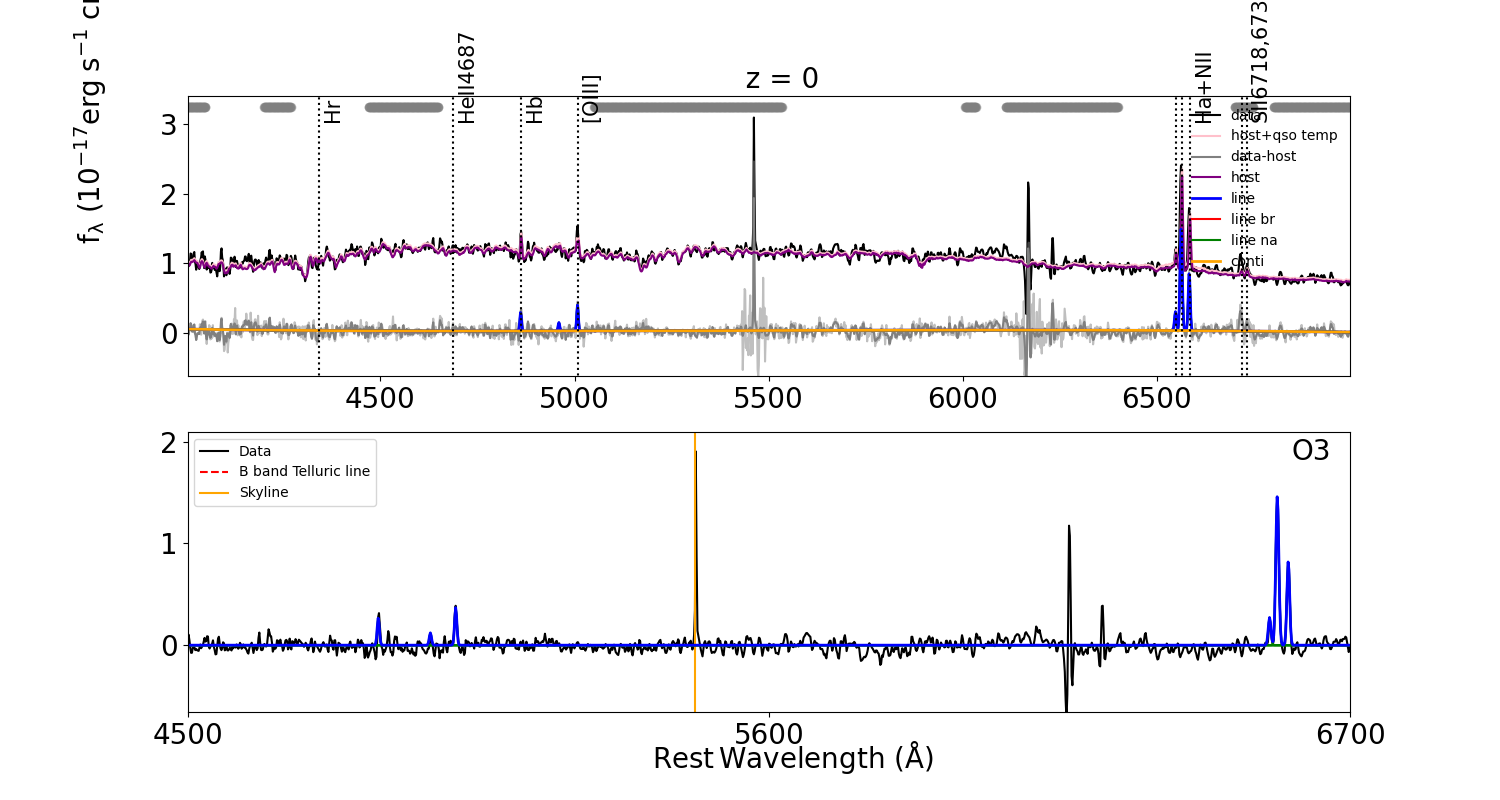 f_λ (10^−17 erg s^−1
z = 0
Hr
HeII4687
Hb
[OIII]
Ha+NII
SII6718,673
data
host+qso temp
data-host
host
line
line br
line na
conti
3
2
1
0
4500 5000 5500 6000 6500
O3
Data
B band Telluric line
Skyline
2
1
0
4500 5600 6700
Rest Wavelength (Å)